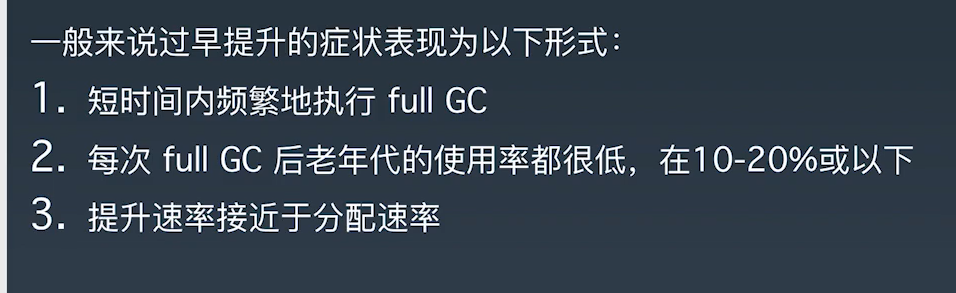 一般来说过早提升的症状表现为以下形式：
1. 短时间内频繁地执行 full GC
2. 每次 full GC 后老年代的使用率都很低，在10-20%或以下
3. 提升速率接近于分配速率